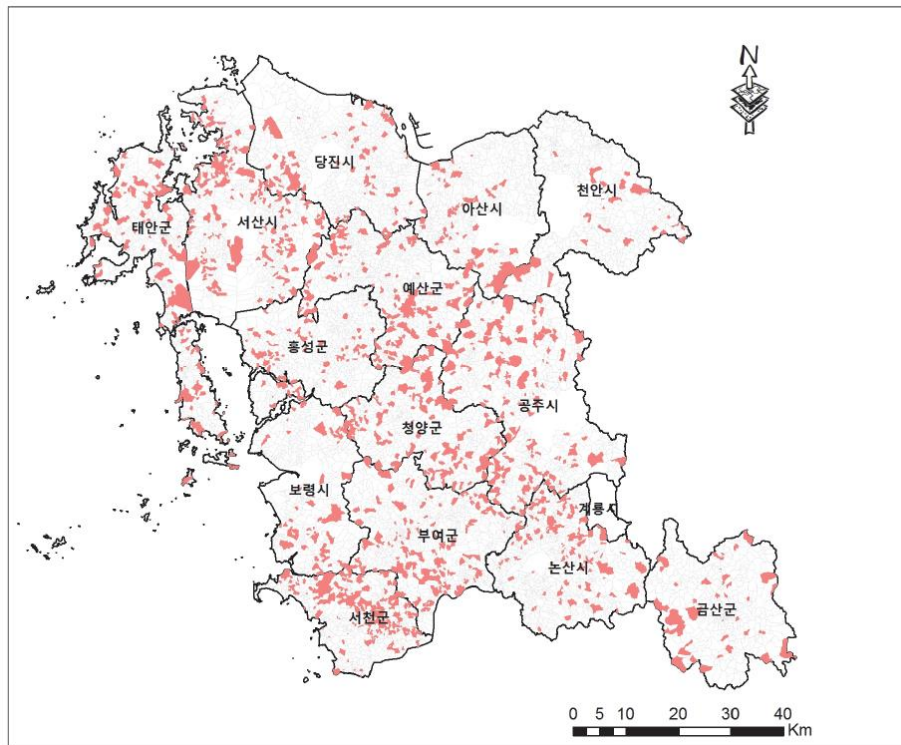 N
당진시
천안시
아산시
서산시
태안군
예산군
홍성군
공주시
청양군
보령시
계룡시
부여군
논산시
금산군
서천군
0 5 10 20 30 40
Km